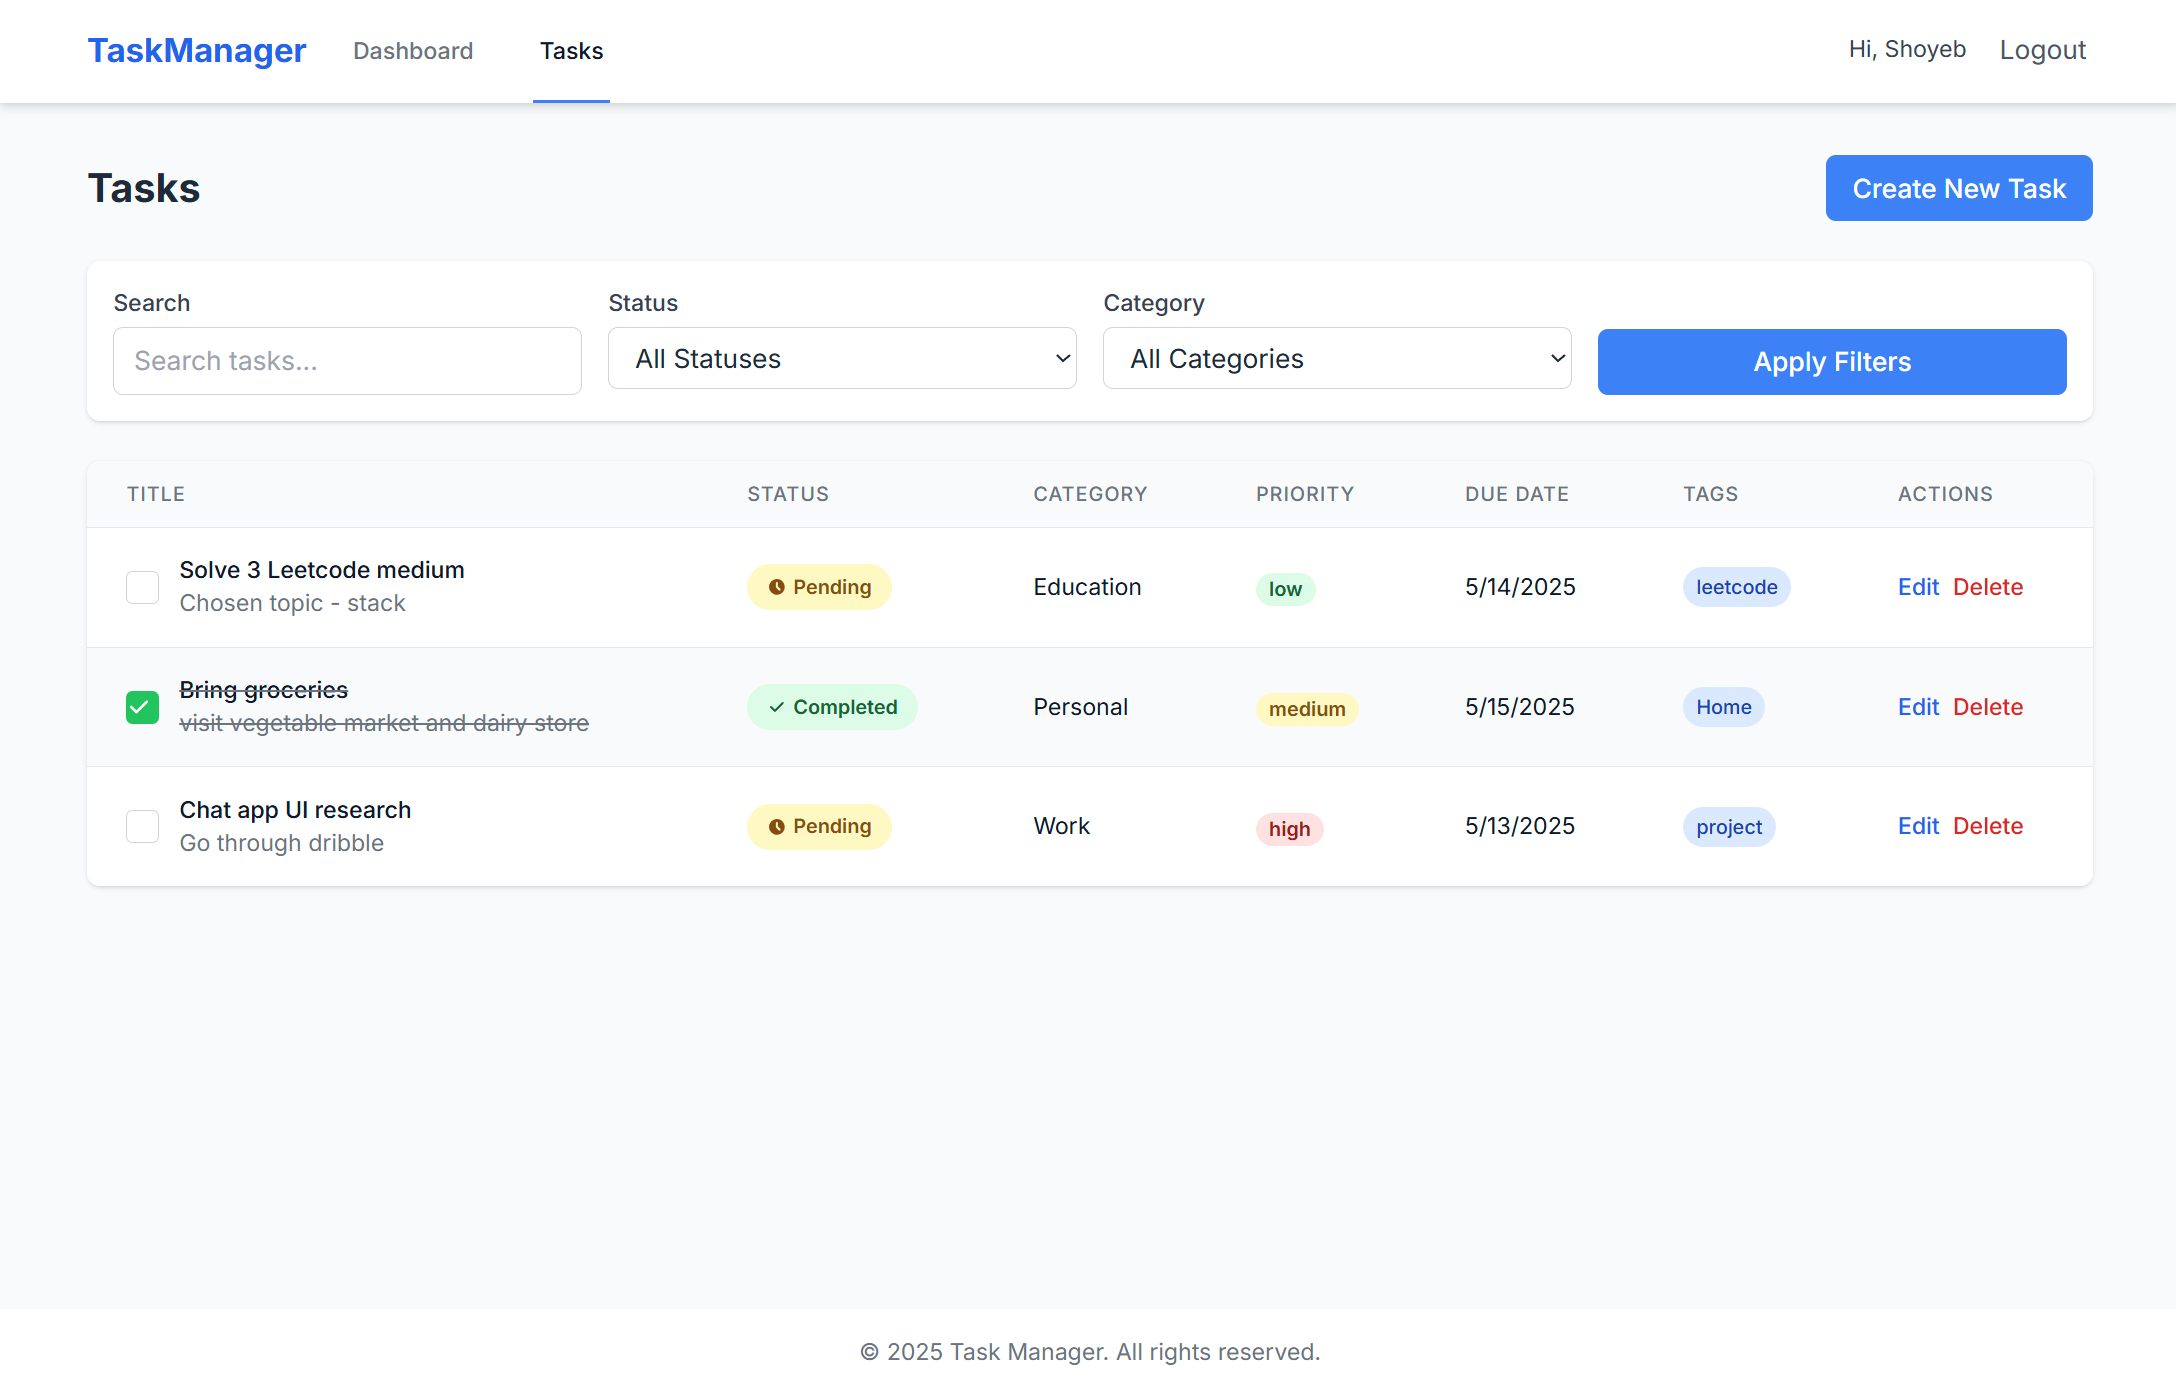 TaskManager Dashboard Tasks Hi, Shoyeb Logout
Tasks Create New Task
Search Status Category
Search tasks... All Statuses All Categories Apply Filters
TITLE STATUS CATEGORY PRIORITY DUE DATE TAGS ACTIONS
Solve 3 Leetcode medium
Chosen topic - stack
Pending Education low 5/14/2025 leetcode Edit Delete
Bring groceries
visit vegetable market and dairy store
Completed Personal medium 5/15/2025 Home Edit Delete
Chat app UI research
Go through dribble
Pending Work high 5/13/2025 project Edit Delete
© 2025 Task Manager. All rights reserved.